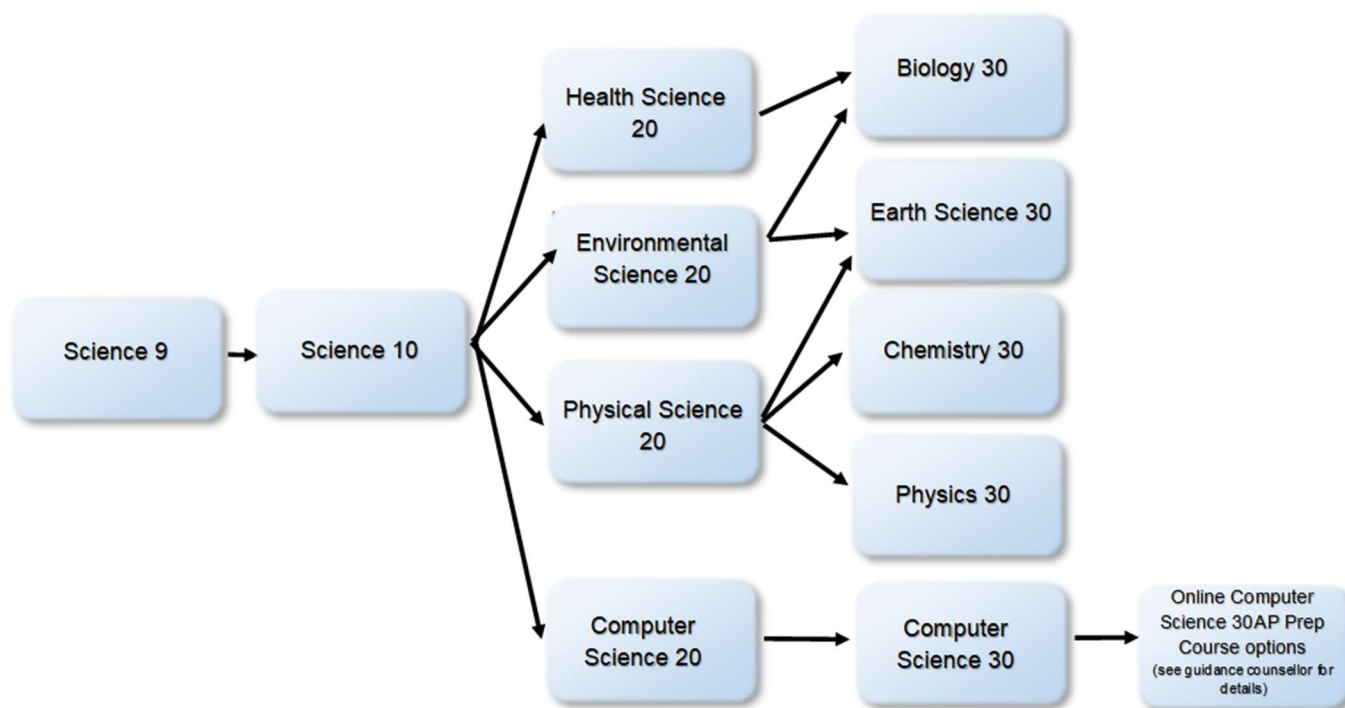 Science 9
Science 10
Health Science
20
Environmental
Science 20
Physical Science
20
Computer
Science 20
Biology 30
Earth Science 30
Chemistry 30
Physics 30
Computer
Science 30
Online Computer
Science 30AP Prep
Course options
(see guidance counsellor for
details)